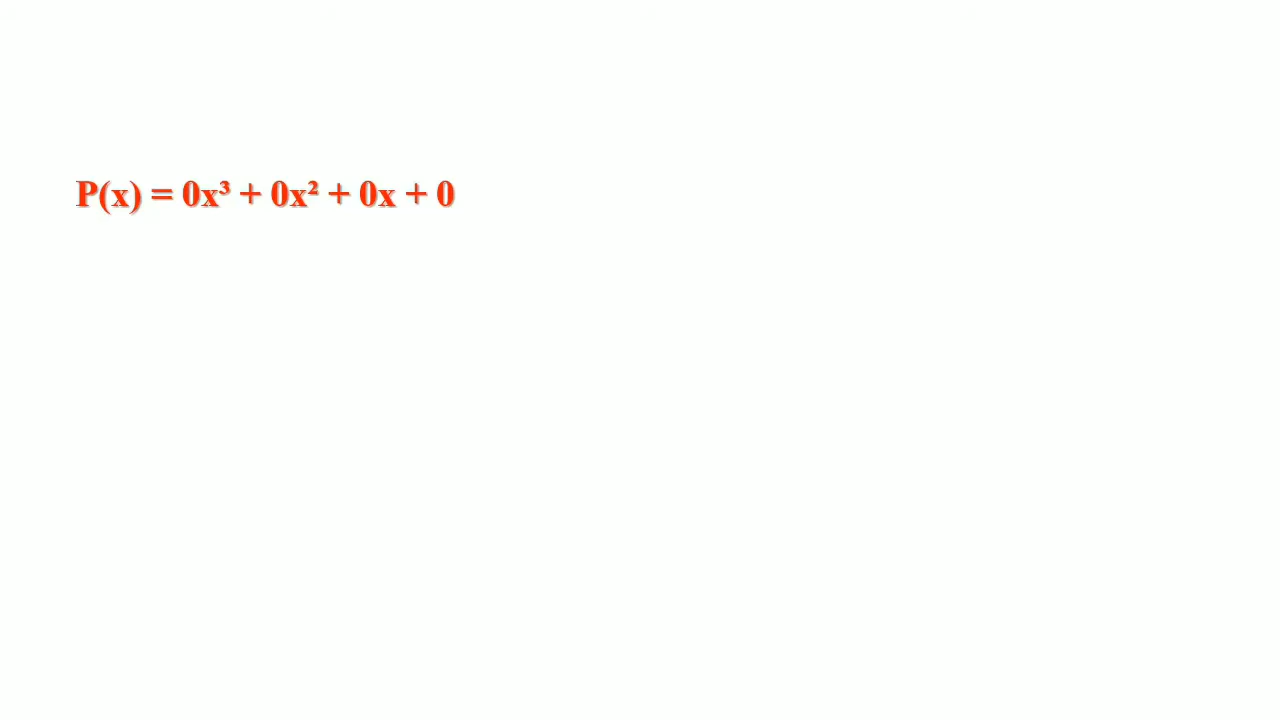 P(x) = 0x³ + 0x² + 0x + 0